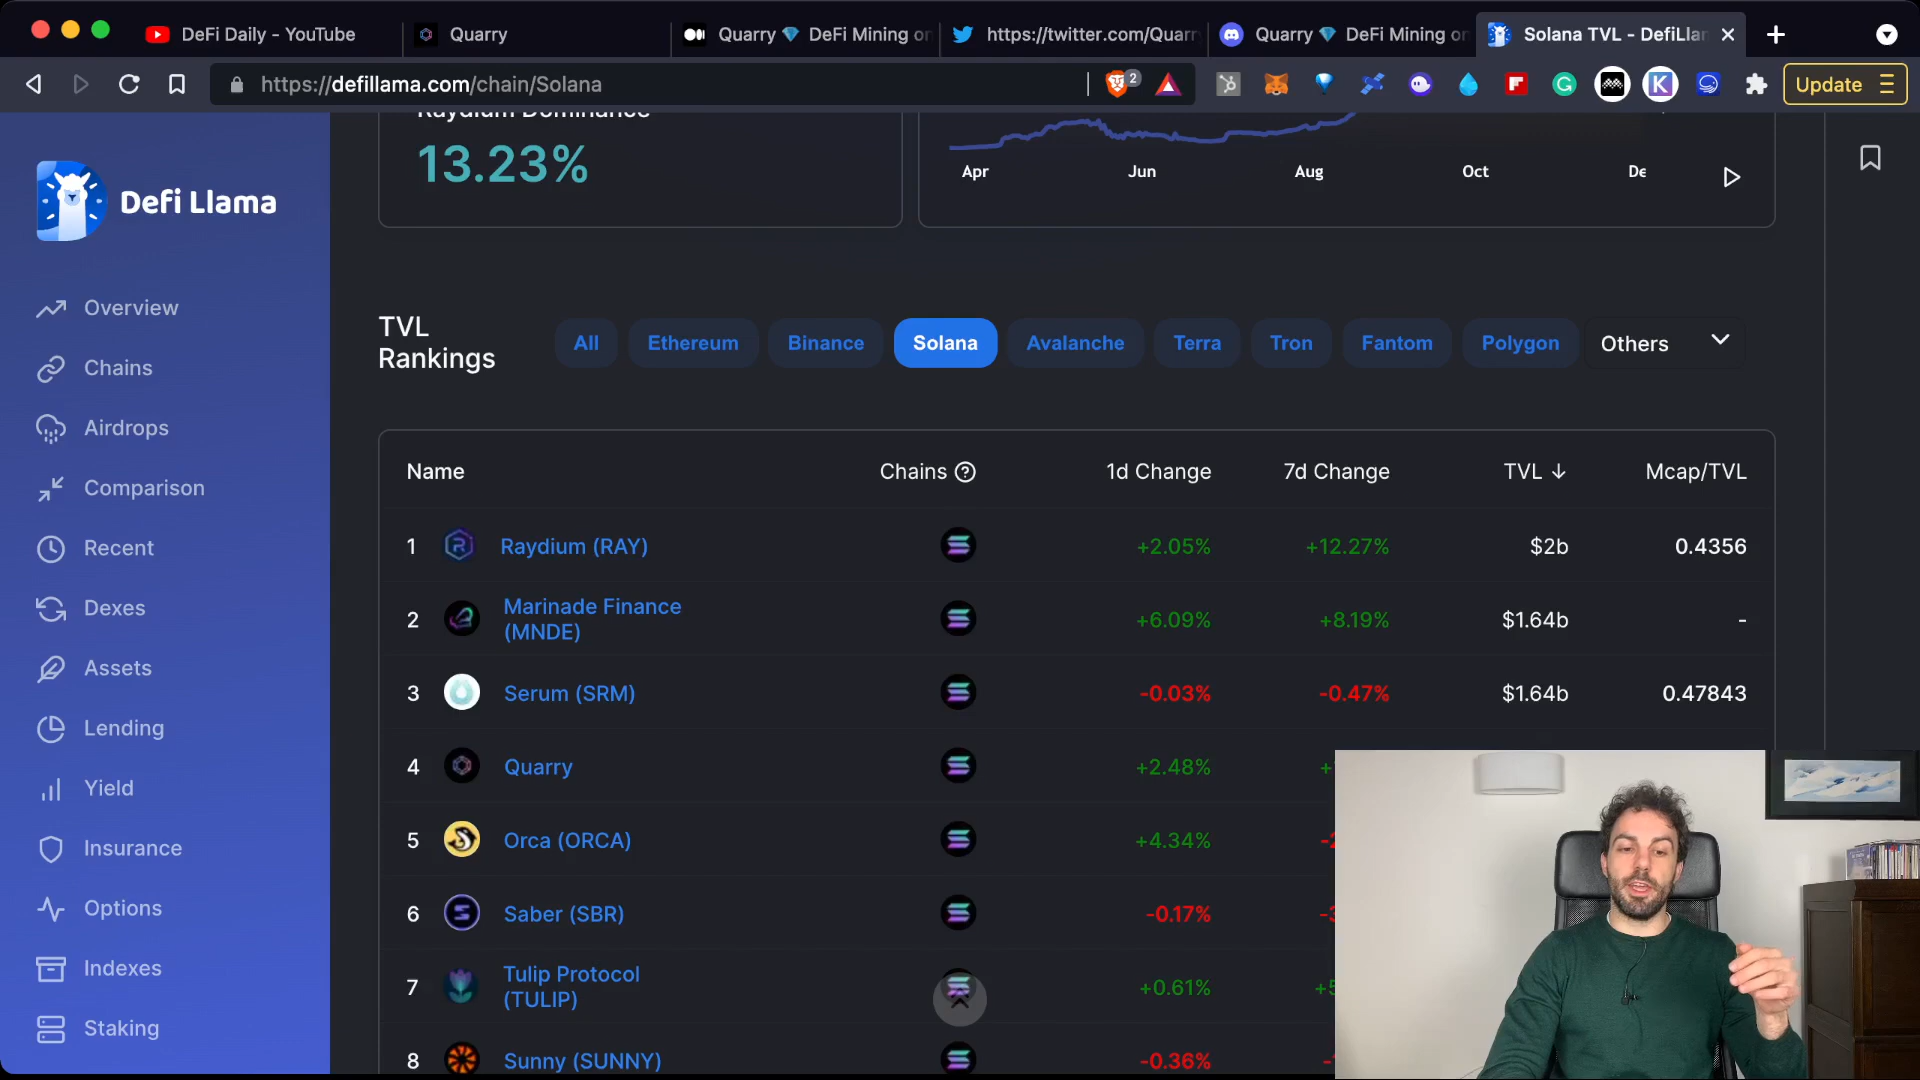 DeFi Daily - YouTube
Quarry
Quarry 💎 DeFi Mining on
https://twitter.com/Quarr
Quarry 💎 DeFi Mining on
Solana TVL - DefiLlam
https://defillama.com/chain/Solana
2
Update
Defi Llama
Overview
Chains
Airdrops
Comparison
Recent
Dexes
Assets
Lending
Yield
Insurance
Options
Indexes
Staking
Raydium Dominance
13.23%
Apr Jun Aug Oct De
TVL
Rankings
All Ethereum Binance Solana Avalanche Terra Tron Fantom Polygon Others
Name Chains 1d Change 7d Change TVL Mcap/TVL
1 Raydium (RAY) +2.05% +12.27% $2b 0.4356
2 Marinade Finance
(MNDE) +6.09% +8.19% $1.64b -
3 Serum (SRM) -0.03% -0.47% $1.64b 0.47843
4 Quarry +2.48%
5 Orca (ORCA) +4.34%
6 Saber (SBR) -0.17%
7 Tulip Protocol
(TULIP) +0.61%
8 Sunny (SUNNY) -0.36%